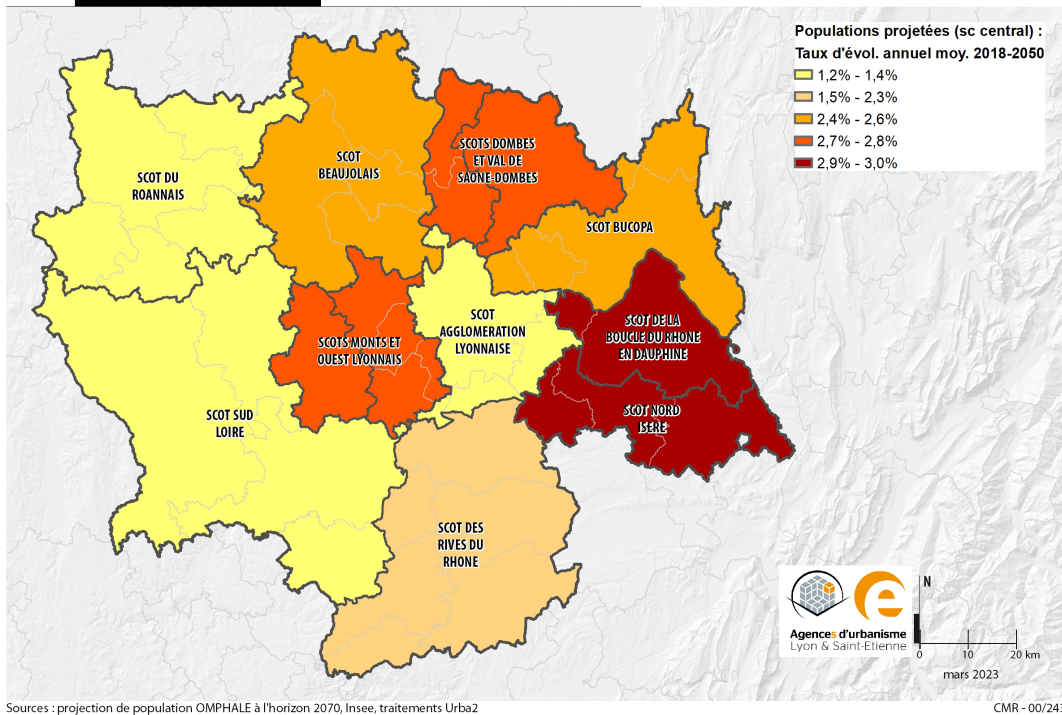 Populations projetées (sc central) :
Taux d'évol. annuel moy. 2018-2050
1,2% - 1,4%
1,5% - 2,3%
2,4% - 2,6%
2,7% - 2,8%
2,9% - 3,0%
SCOT DU
ROANNAIS
SCOT
BEAUJOLAIS
SCOTS DOMBES
ET VAL DE
SAÔNE-DOMBES
SCOT BUCOPA
SCOTS MONTS ET
OUEST LYONNAIS
SCOT
AGGLOMERATION
LYONNAISE
SCOT DE LA
BOUCLE DU RHONE
EN DAUPHINE
SCOT NORD
ISERE
SCOT SUD
LOIRE
SCOT DES
RIVES DU
RHONE
e
Agences d'urbanisme
Lyon & Saint-Etienne
N
0 10 20 km
mars 2023
Sources : projection de population OMPHALE à l'horizon 2070, Insee, traitements Urba2
CMR - 00/24